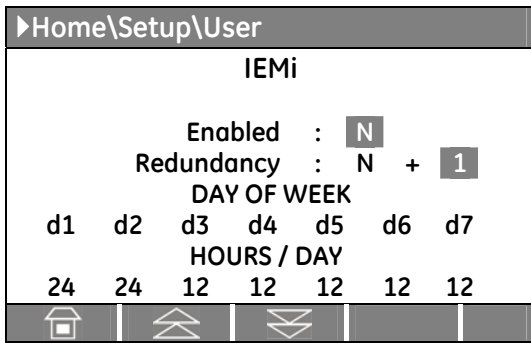 Home\Setup\User
IEMi
Enabled : N
Redundancy : N + 1
DAY OF WEEK
d1 d2 d3 d4 d5 d6 d7
HOURS / DAY
24 24 12 12 12 12 12